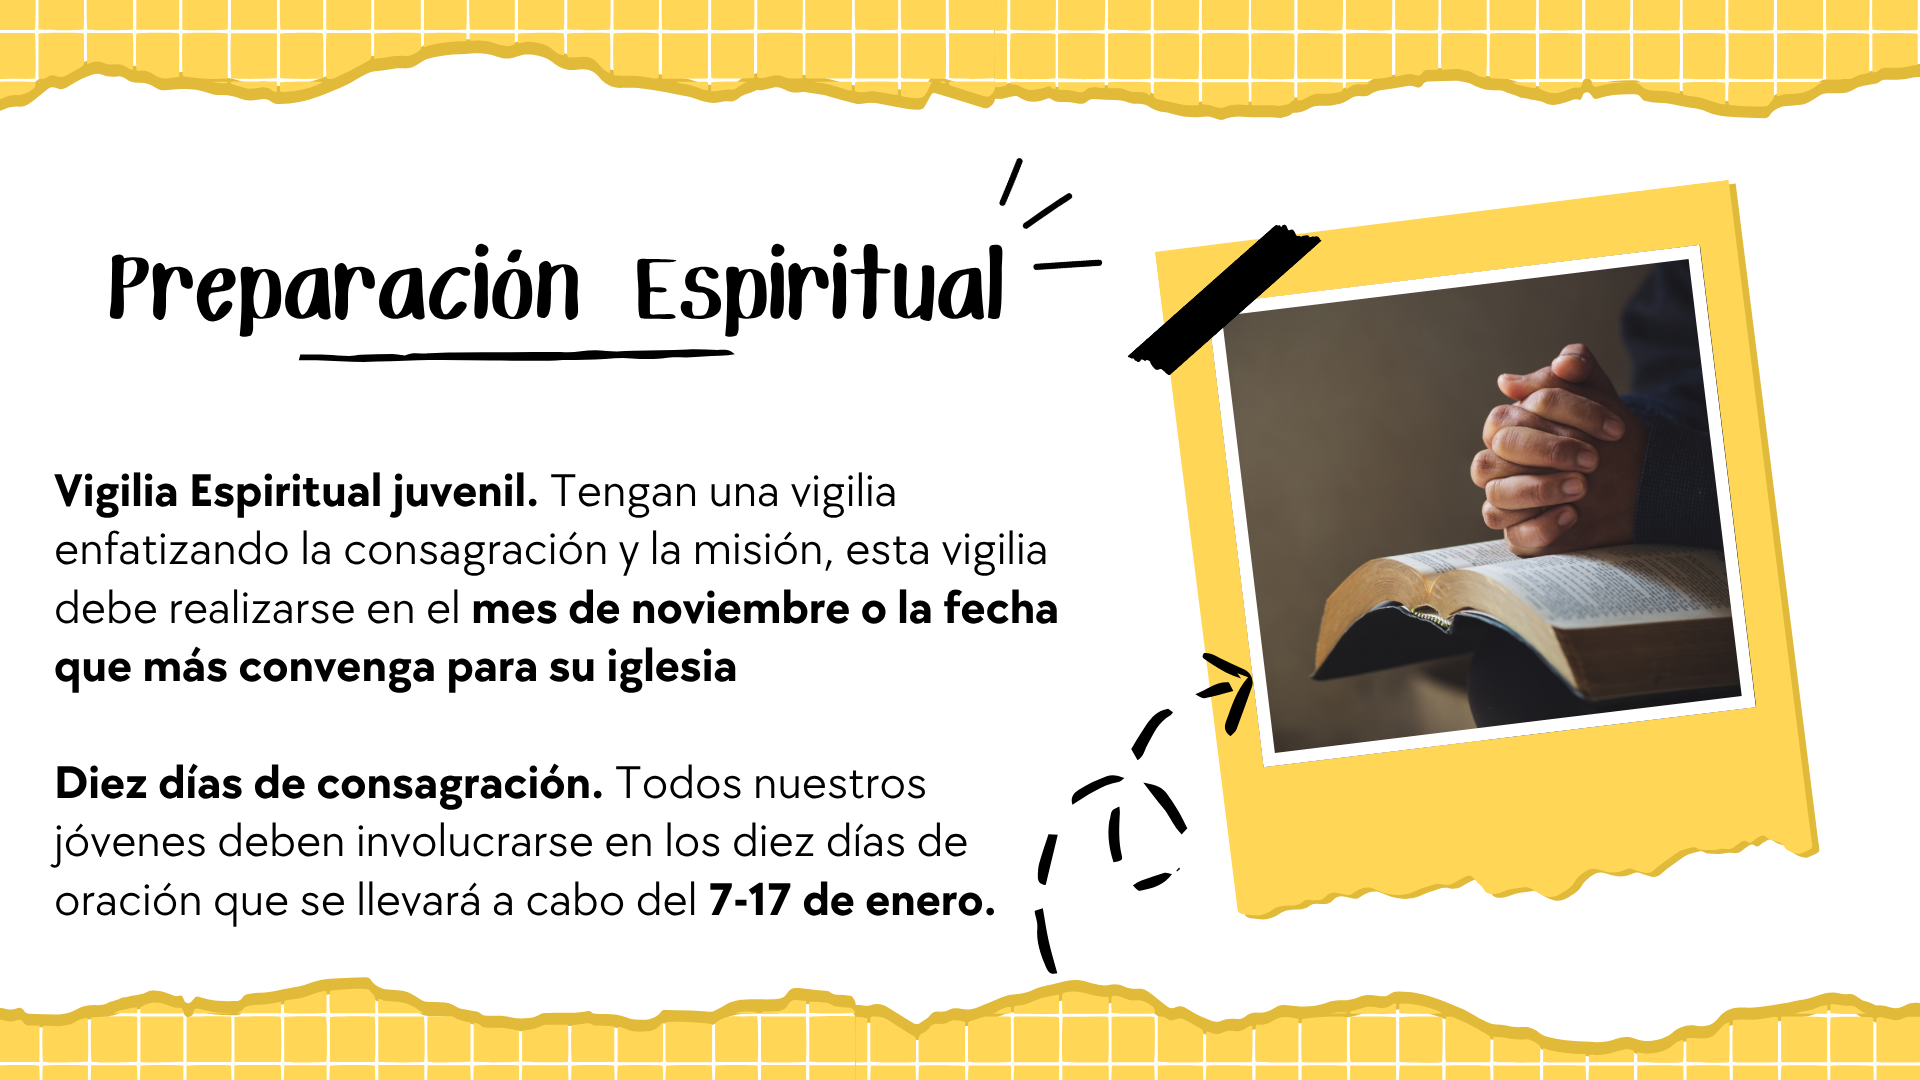 Preparación Espiritual
Vigilia Espiritual juvenil. Tengan una vigilia
enfatizando la consagración y la misión, esta vigilia
debe realizarse en el mes de noviembre o la fecha
que más convenga para su iglesia
Diez días de consagración. Todos nuestros
jóvenes deben involucrarse en los diez días de
oración que se llevará a cabo del 7-17 de enero.